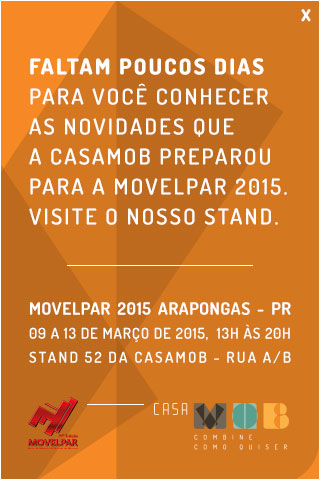 X
FALTAM POUCOS DIAS
PARA VOCÊ CONHECER
AS NOVIDADES QUE
A CASAMOB PREPAROU
PARA A MOVELPAR 2015.
VISITE O NOSSO STAND.
MOVELPAR 2015 ARAPONGAS - PR
09 A 13 DE MARÇO DE 2015, 13H ÀS 20H
STAND 52 DA CASAMOB - RUA A/B
CASA MOB
COMBINE
COMO QUISER
MOVELPAR